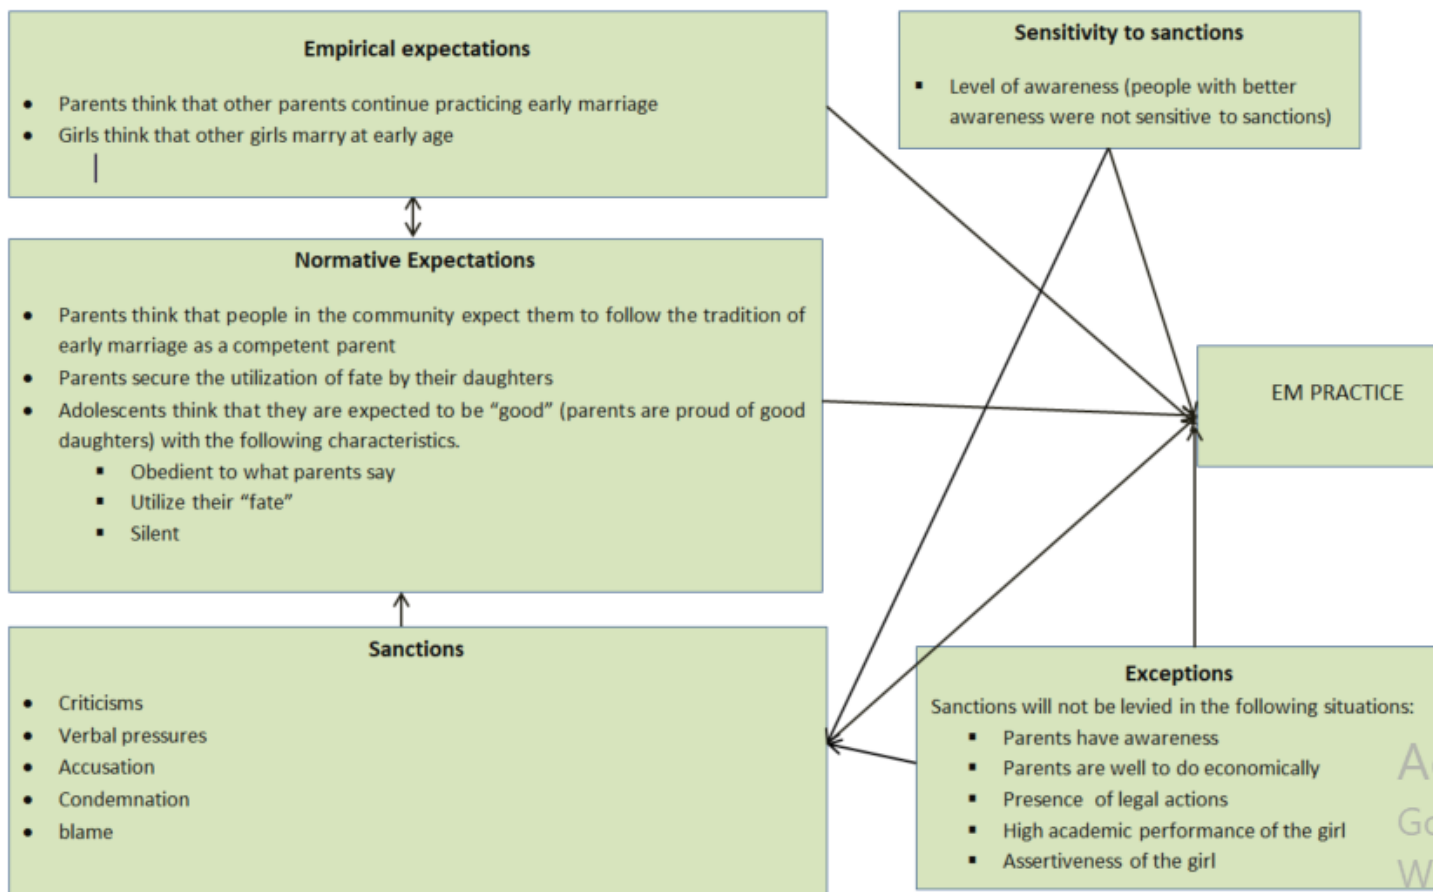 Empirical expectations
● Parents think that other parents continue practicing early marriage
● Girls think that other girls marry at early age
Normative Expectations
● Parents think that people in the community expect them to follow the tradition of
early marriage as a competent parent
● Parents secure the utilization of fate by their daughters
● Adolescents think that they are expected to be “good” (parents are proud of good
daughters) with the following characteristics.
▪ Obedient to what parents say
▪ Utilize their “fate”
▪ Silent
Sanctions
● Criticisms
● Verbal pressures
● Accusation
● Condemnation
● blame
Sensitivity to sanctions
▪ Level of awareness (people with better
awareness were not sensitive to sanctions)
EM PRACTICE
Exceptions
Sanctions will not be levied in the following situations:
▪ Parents have awareness
▪ Parents are well to do economically
▪ Presence of legal actions
▪ High academic performance of the girl
▪ Assertiveness of the girl